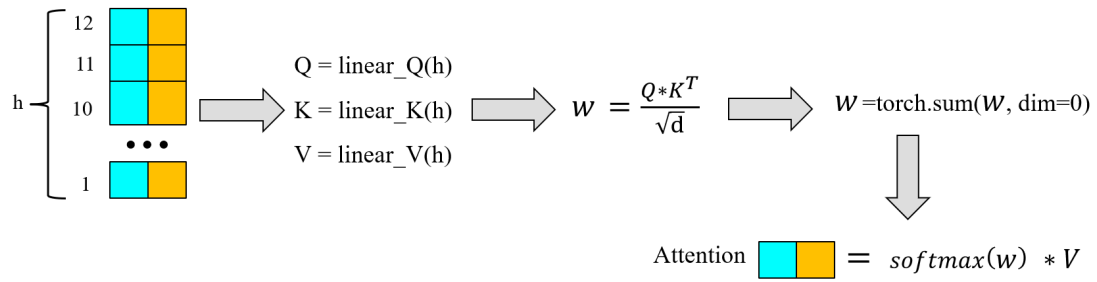 12
11
h
10
•••
1
Q = linear_Q(h)
K = linear_K(h)
V = linear_V(h)
w = Q*K^T / √d
w=torch.sum(w, dim=0)
Attention = softmax(w) * V